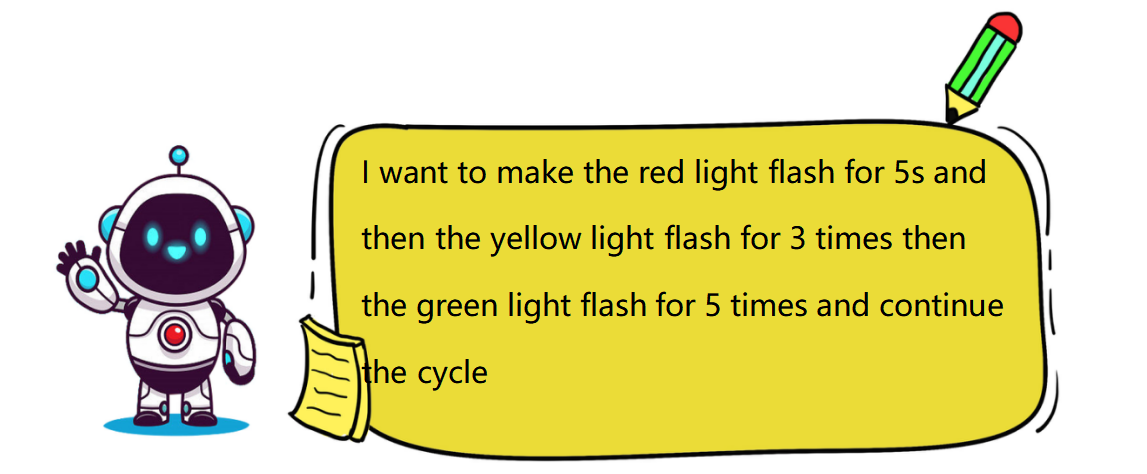 I want to make the red light flash for 5s and
then the yellow light flash for 3 times then
the green light flash for 5 times and continue
the cycle